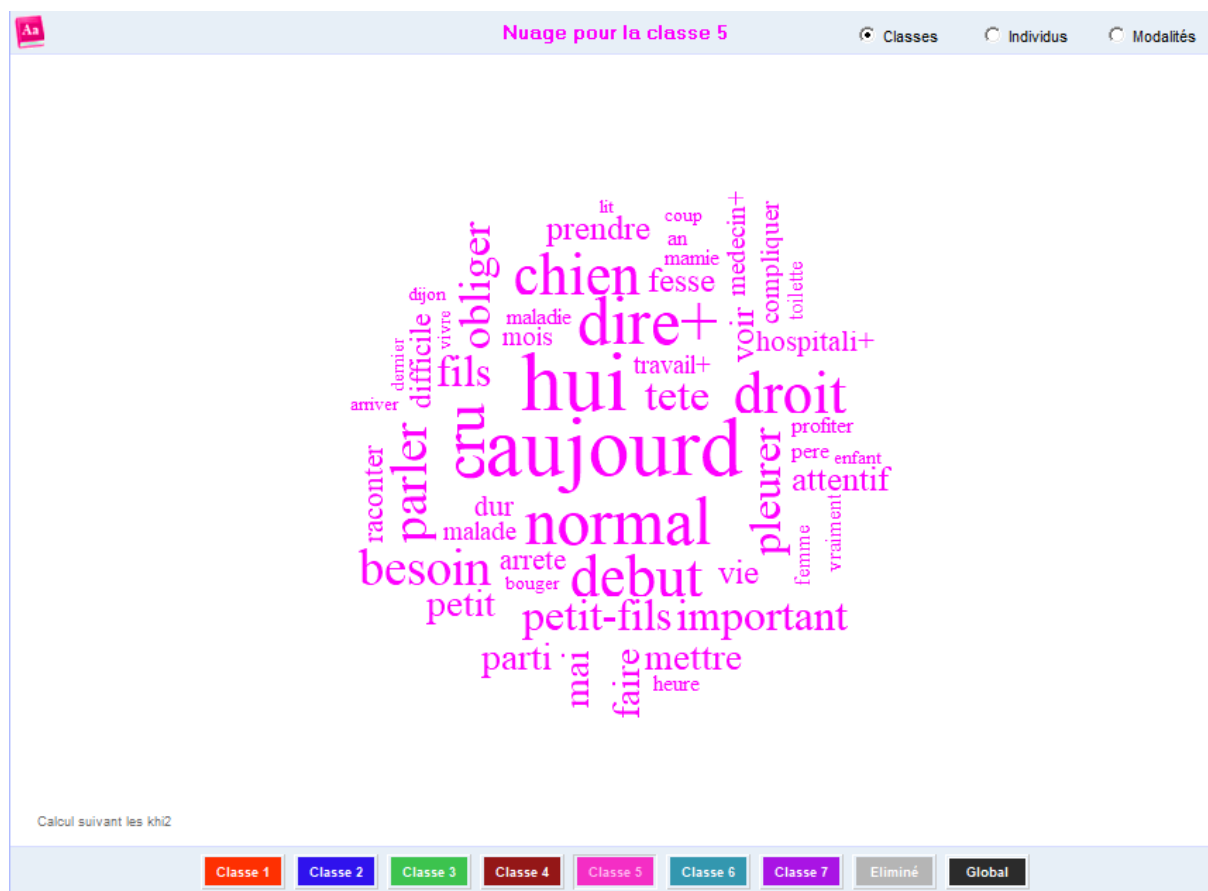 Aa
Nuage pour la classe 5
Classes
Individus
Modalités
lit
coup
prendre
an
medecin+
compliquer
obliger
mamie
chien
fesse
toilette
dijon
maladie
dire+
vivre
mois
voir
hospitali+
difficile
dernier
fils
hui
travail+
tete
droit
arriver
cru
aujourd
profiter
pere
enfant
parler
pleurer
attentif
raconter
dur
malade
normal
vraiment
femme
besoin
arrete
bouger
debut
vie
petit
petit-fils
important
parti
mai
faire
mettre
heure
Calcul suivant les khi2
Classe 1
Classe 2
Classe 3
Classe 4
Classe 5
Classe 6
Classe 7
Eliminé
Global